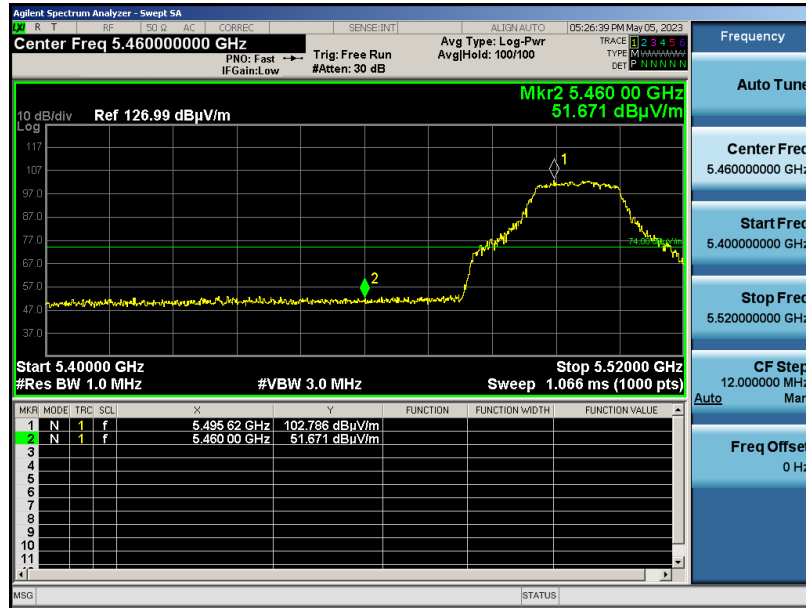 Agilent Spectrum Analyzer - Swept SA
LXI R T RF 50 Ω AC CORREC SENSE:INT ALIGN AUTO 05:26:39 PM May 05, 2023
Center Freq 5.460000000 GHz
PNO: Fast
IFGain:Low
Trig: Free Run
#Atten: 30 dB
Avg Type: Log-Pwr
Avg|Hold: 100/100
TRACE 1 2 3 4 5 6
TYPE M
DET P N N N N N
Mkr2 5.460 00 GHz
51.671 dBµV/m
10 dB/div Ref 126.99 dBµV/m
Log
117
107
97.0
87.0
77.0
67.0
57.0
47.0
37.0
1
2
Start 5.40000 GHz Stop 5.52000 GHz
#Res BW 1.0 MHz #VBW 3.0 MHz Sweep 1.066 ms (1000 pts)
MKR MODE TRC SCL X Y FUNCTION FUNCTION WIDTH FUNCTION VALUE
1 N 1 f 5.495 62 GHz 102.786 dBµV/m
2 N 1 f 5.460 00 GHz 51.671 dBµV/m
3
4
5
6
7
8
9
10
11
MSG STATUS
Frequency
Auto Tune
Center Freq
5.460000000 GHz
Start Freq
5.400000000 GHz
Stop Freq
5.520000000 GHz
CF Step
12.000000 MHz
Auto Man
Freq Offset
0 Hz